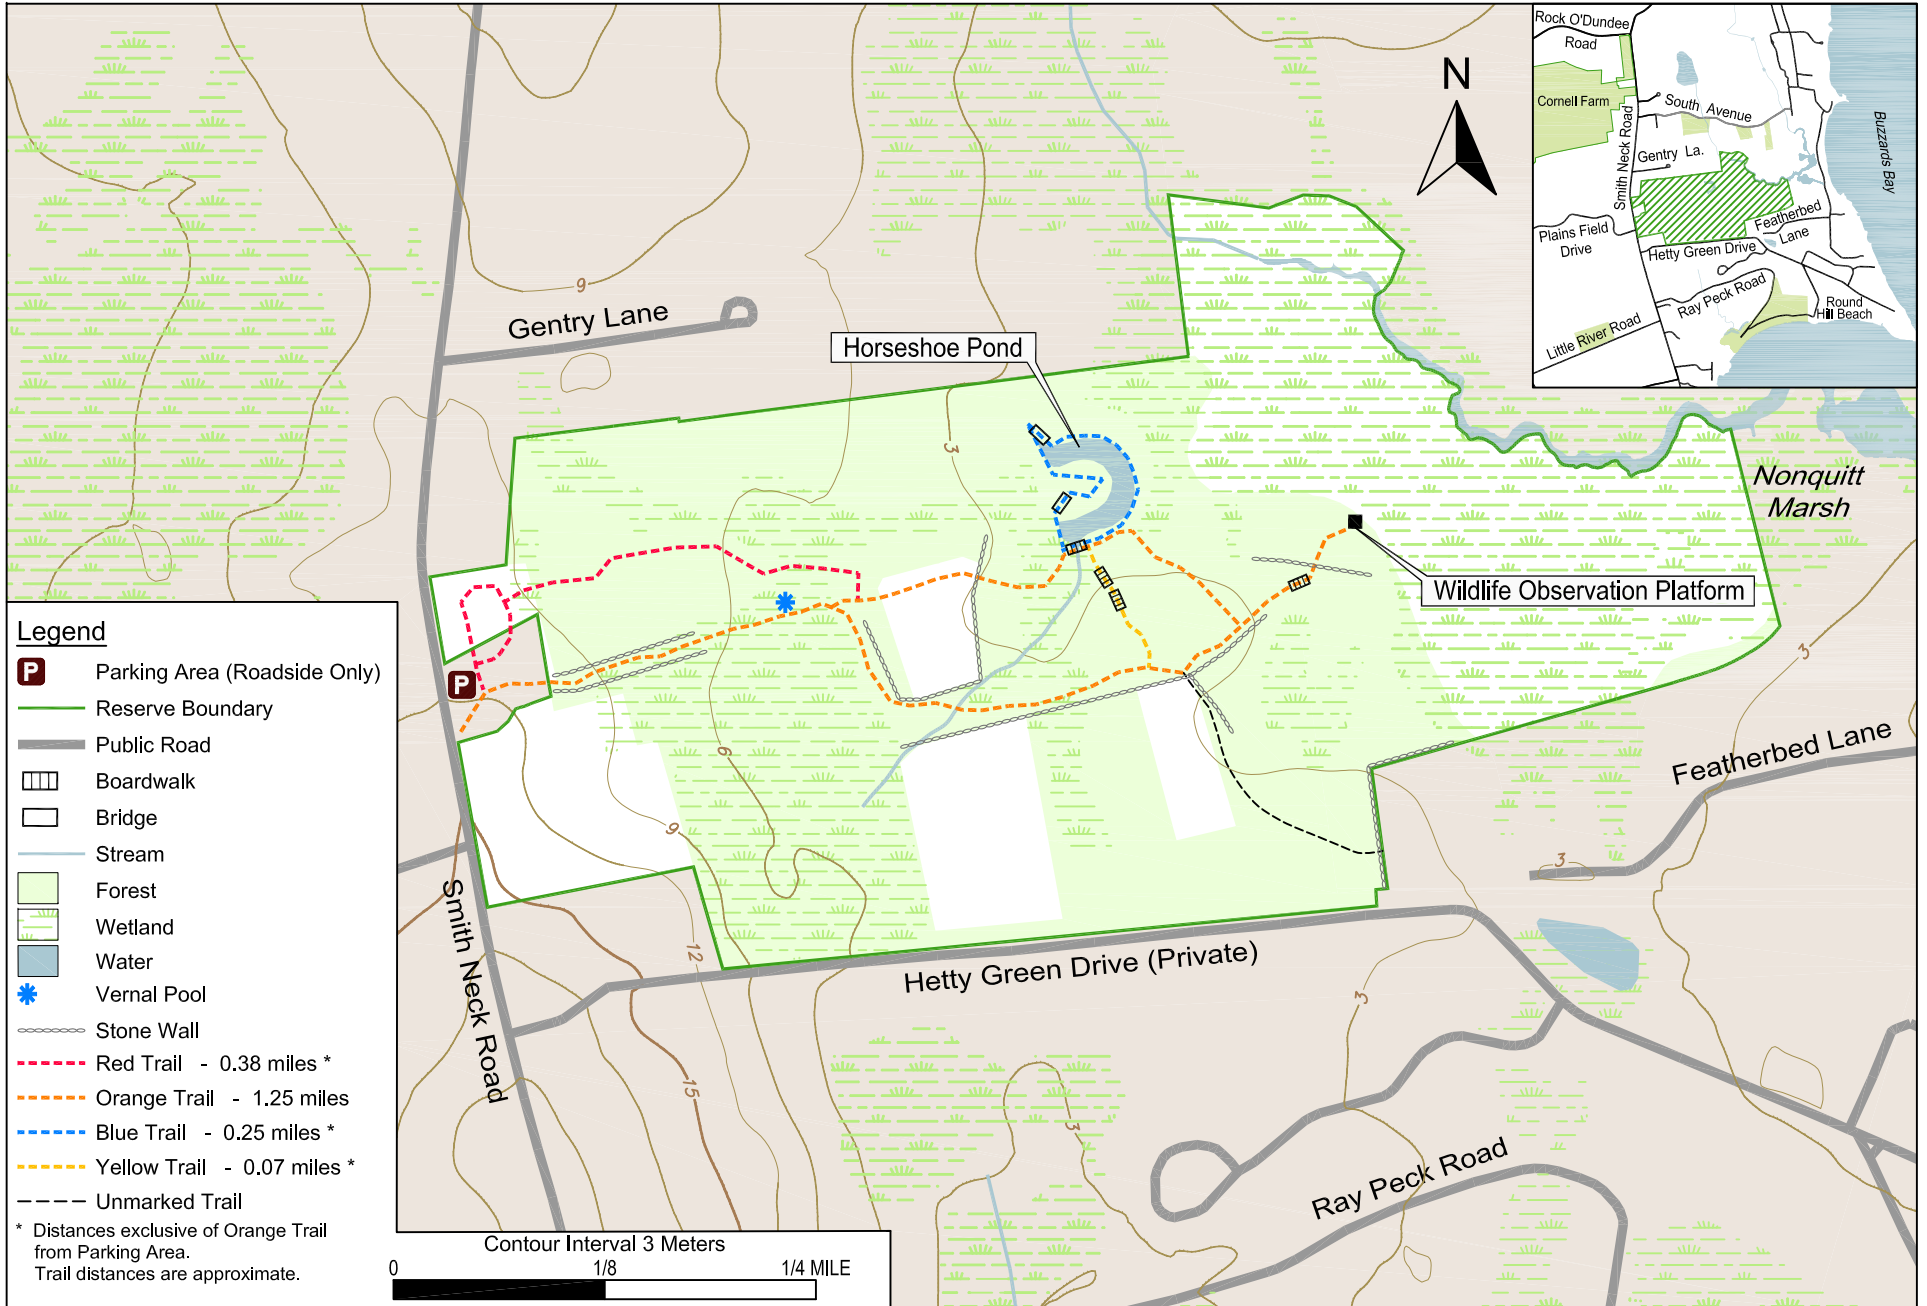 Rock O'Dundee
Road
Cornell Farm
South Avenue
Smith Neck Road
Gentry La.
Buzzards Bay
Plains Field
Drive
Featherbed
Lane
Hetty Green Drive
Ray Peck Road
Round
Hill Beach
Little River Road
N
9
Gentry Lane
Horseshoe Pond
3
Nonquitt
Marsh
Wildlife Observation Platform
P
3
6
9
Featherbed Lane
3
12
Smith Neck Road
Hetty Green Drive (Private)
3
15
3
Ray Peck Road
Legend
P Parking Area (Roadside Only)
Reserve Boundary
Public Road
Boardwalk
Bridge
Stream
Forest
Wetland
Water
Vernal Pool
Stone Wall
Red Trail - 0.38 miles *
Orange Trail - 1.25 miles
Blue Trail - 0.25 miles *
Yellow Trail - 0.07 miles *
Unmarked Trail
* Distances exclusive of Orange Trail
from Parking Area.
Trail distances are approximate.
Contour Interval 3 Meters
0 1/8 1/4 MILE